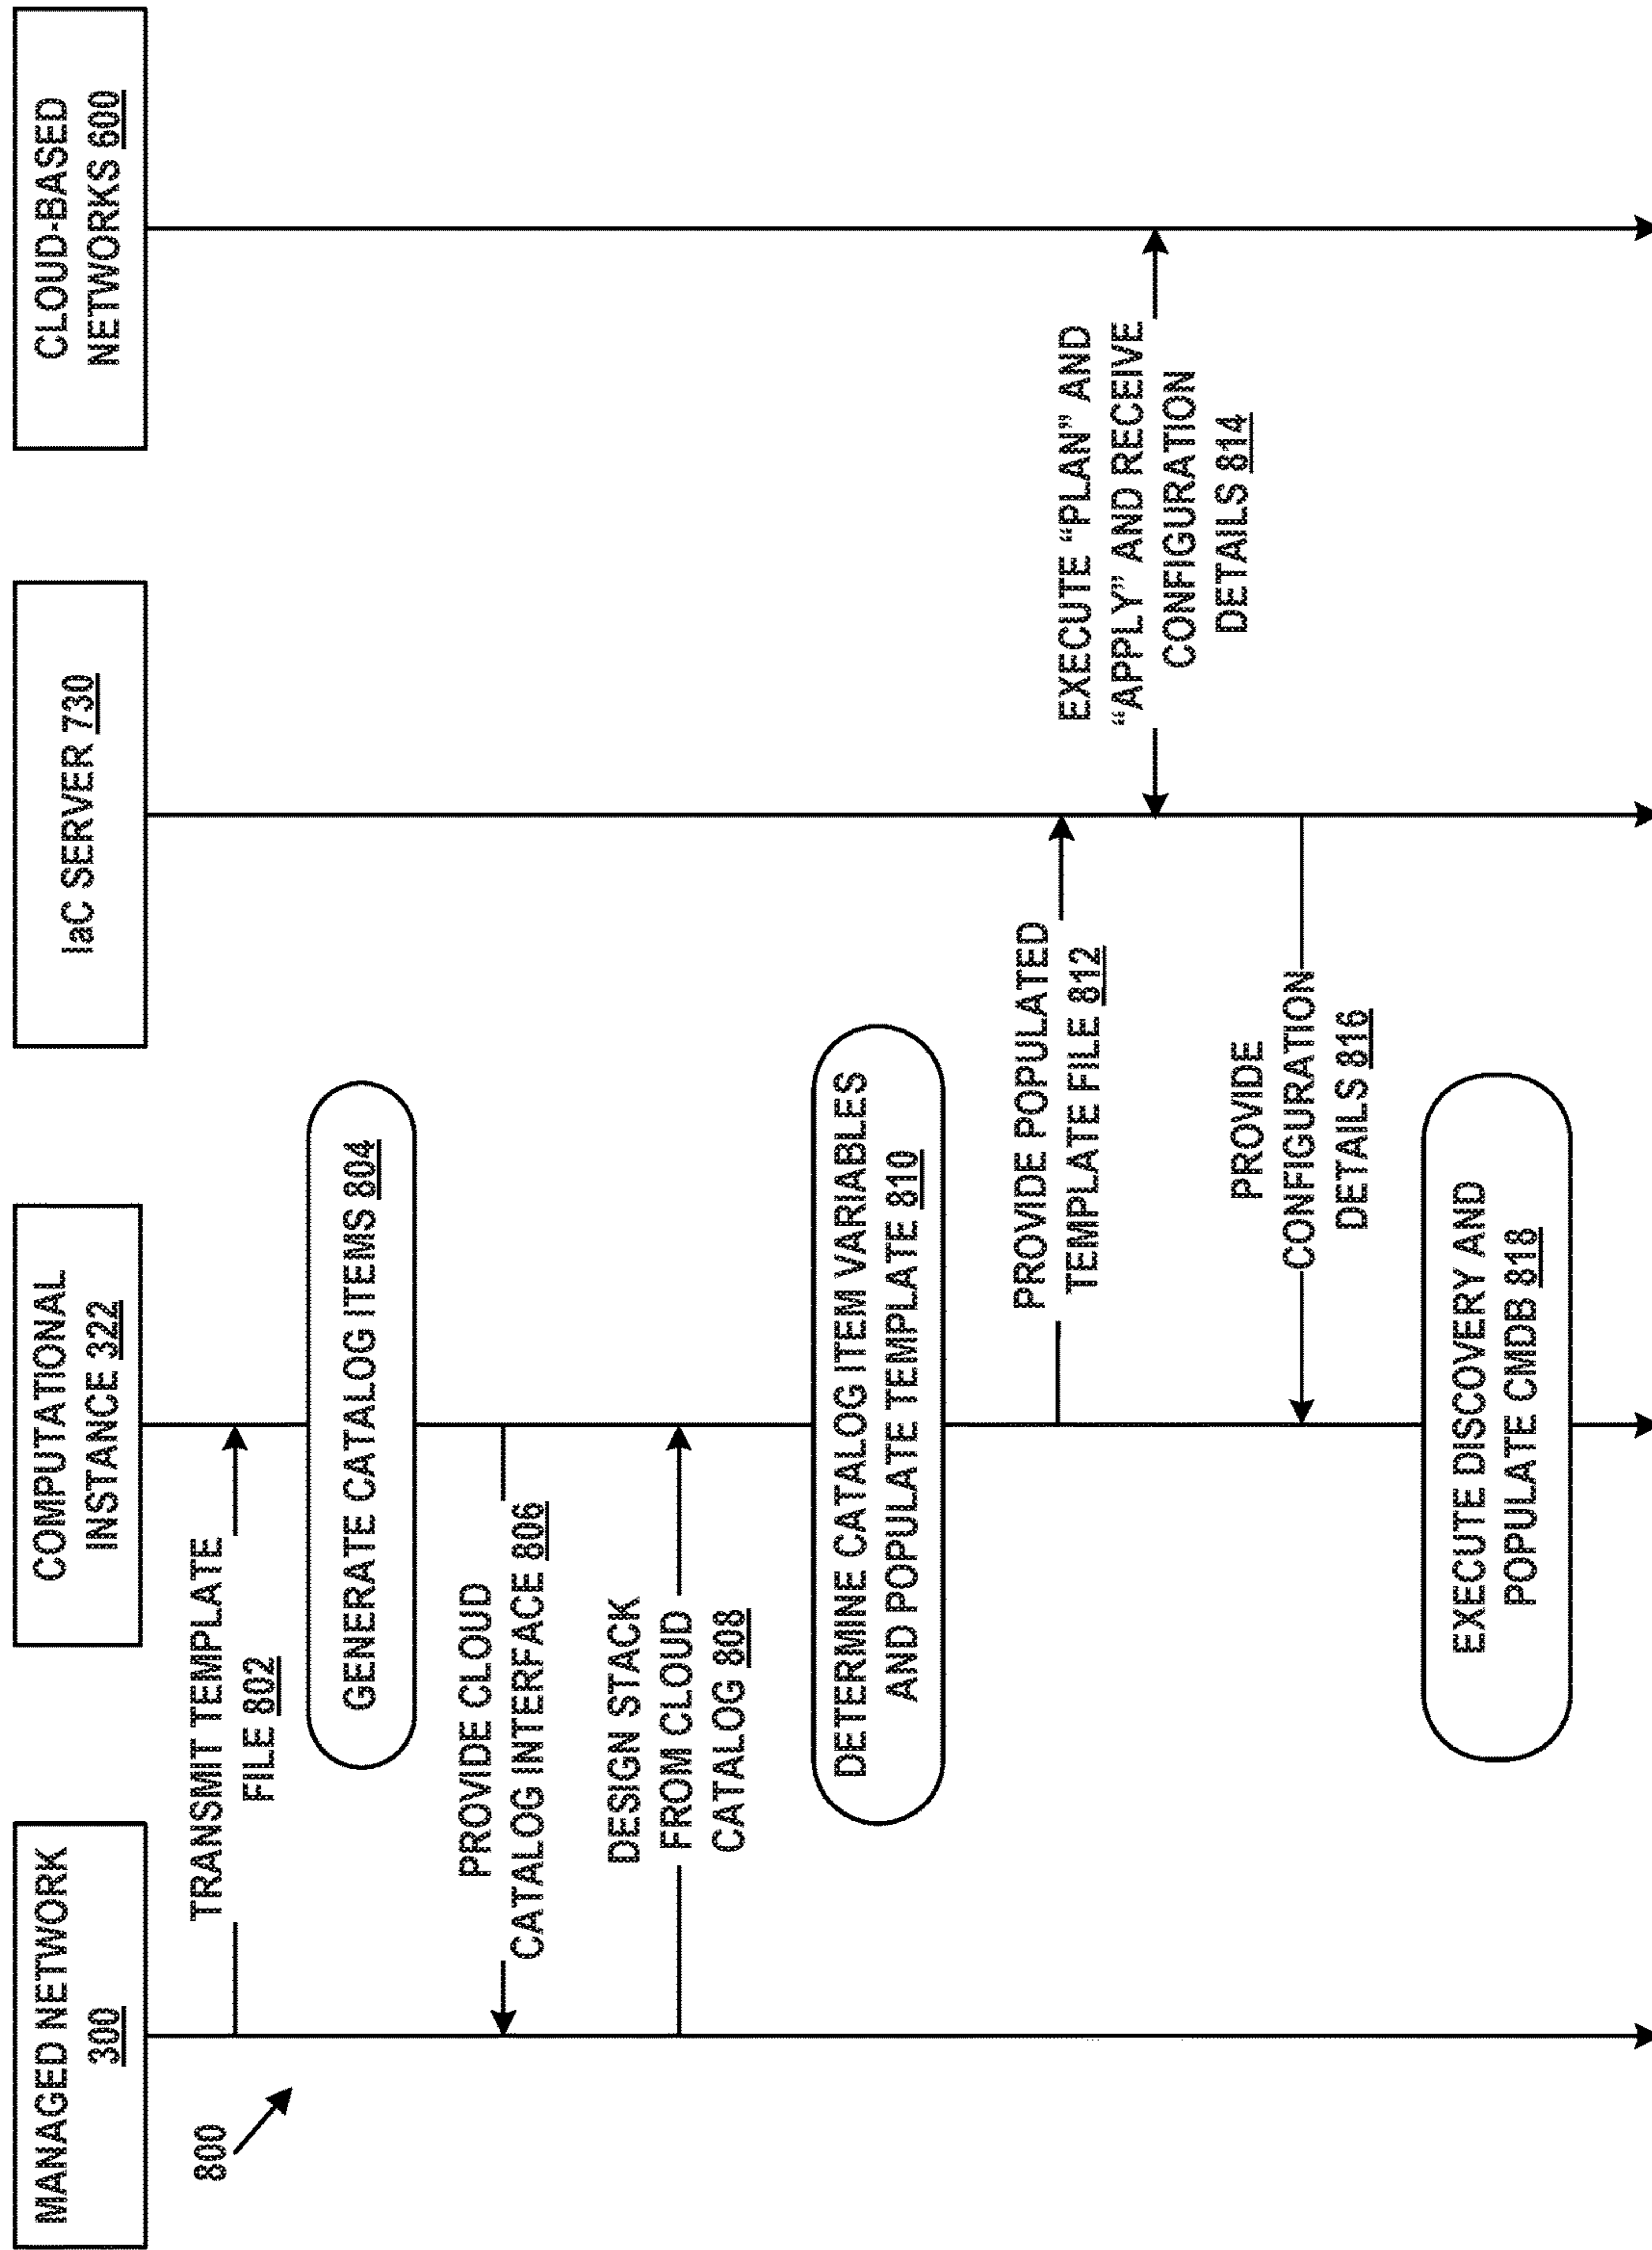 MANAGED NETWORK
300
COMPUTATIONAL
INSTANCE 322
IaC SERVER 730
CLOUD-BASED
NETWORKS 600
800
TRANSMIT TEMPLATE
FILE 802
GENERATE CATALOG ITEMS 804
PROVIDE CLOUD
CATALOG INTERFACE 806
DESIGN STACK
FROM CLOUD
CATALOG 808
DETERMINE CATALOG ITEM VARIABLES
AND POPULATE TEMPLATE 810
PROVIDE POPULATED
TEMPLATE FILE 812
EXECUTE “PLAN” AND
“APPLY” AND RECEIVE
CONFIGURATION
DETAILS 814
PROVIDE
CONFIGURATION
DETAILS 816
EXECUTE DISCOVERY AND
POPULATE CMDB 818